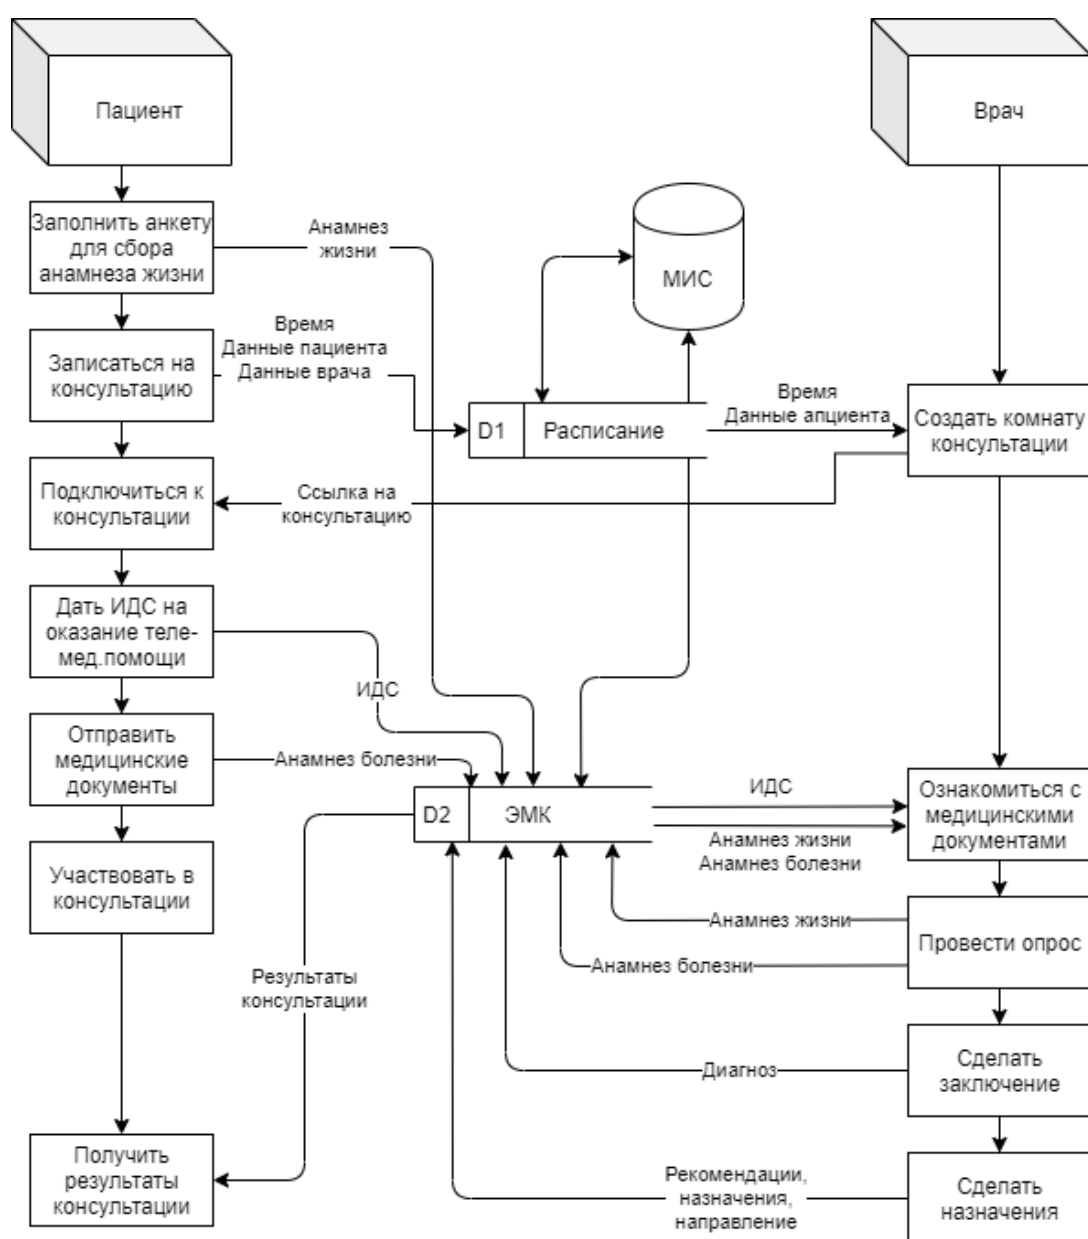 Пациент
Врач
Заполнить анкету
для сбора
анамнеза жизни
Анамнез
жизни
МИС
Записаться на
консультацию
Время
Данные пациента
Данные врача
D1
Расписание
Время
Данные апциента
Создать комнату
консультации
Подключиться к
консультации
Ссылка на
консультацию
Дать ИДС на
оказание теле-
мед.помощи
ИДС
Отправить
медицинские
документы
Анамнез болезни
D2
ЭМК
ИДС
Анамнез жизни
Анамнез болезни
Ознакомиться с
медицинскими
документами
Участвовать в
консультации
Анамнез жизни
Анамнез болезни
Провести опрос
Результаты
консультации
Диагноз
Сделать
заключение
Получить
результаты
консультации
Рекомендации,
назначения,
направление
Сделать
назначения